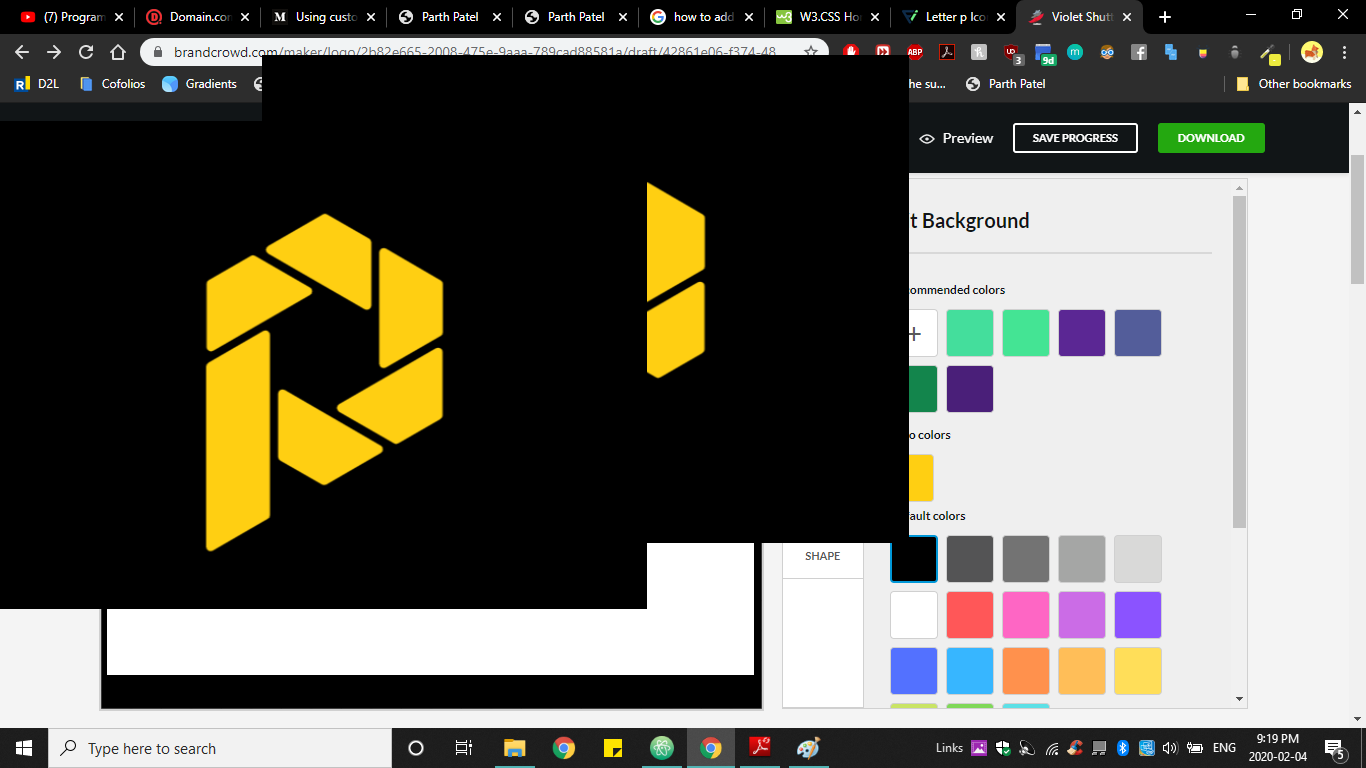 (7) Program
Domain.con
Using custo
Parth Patel
Parth Patel
how to add
W3.CSS Ho
Letter p Ico
Violet Shutt
brandcrowd.com/maker/logo/2b82e665-2008-475e-9aaa-789cad88581a/draft/42861e06-f374-48
ABP
3
9d
D2L
Cofolios
Gradients
he su...
Parth Patel
Other bookmarks
Preview
SAVE PROGRESS
DOWNLOAD
t Background
ommended colors
o colors
fault colors
SHAPE
Type here to search
Links
ENG
9:19 PM
2020-02-04
5